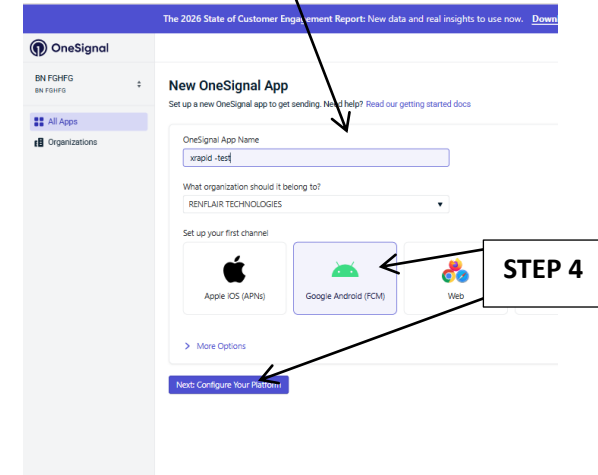 The 2026 State of Customer Engagement Report: New data and real insights to use now. Down
OneSignal
BN FGHFG
BN FGHFG
All Apps
Organizations
New OneSignal App
Set up a new OneSignal app to get sending. Need help? Read our getting started docs
OneSignal App Name
xrapid -test
What organization should it belong to?
RENFLAIR TECHNOLOGIES
Set up your first channel
Apple iOS (APNs)
Google Android (FCM)
Web
STEP 4
More Options
Next: Configure Your Platform